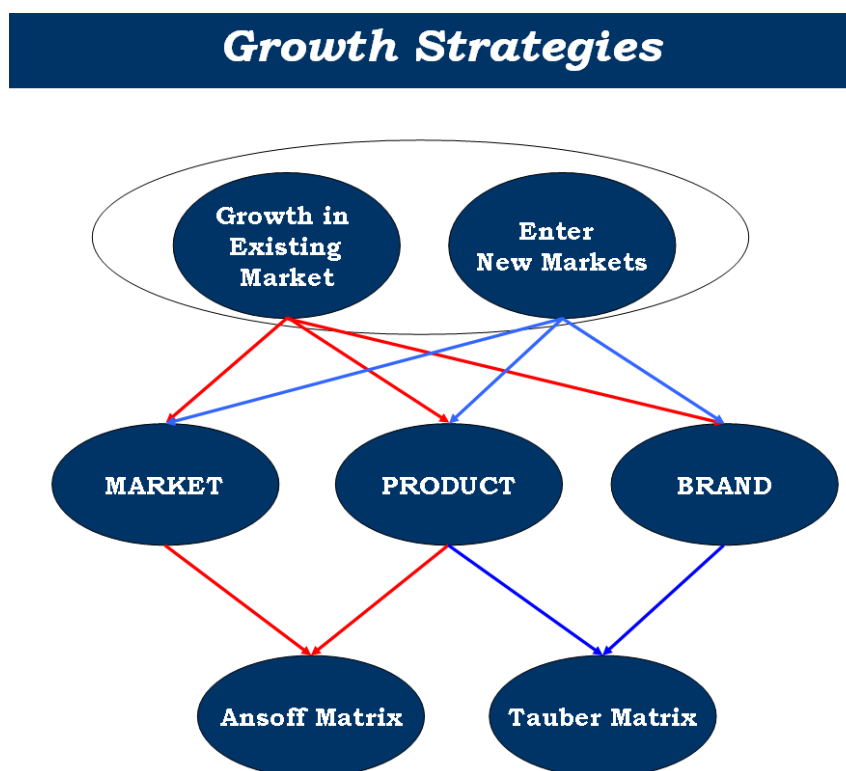 Growth Strategies
Growth in
Existing
Market
Enter
New Markets
MARKET
PRODUCT
BRAND
Ansoff Matrix
Tauber Matrix